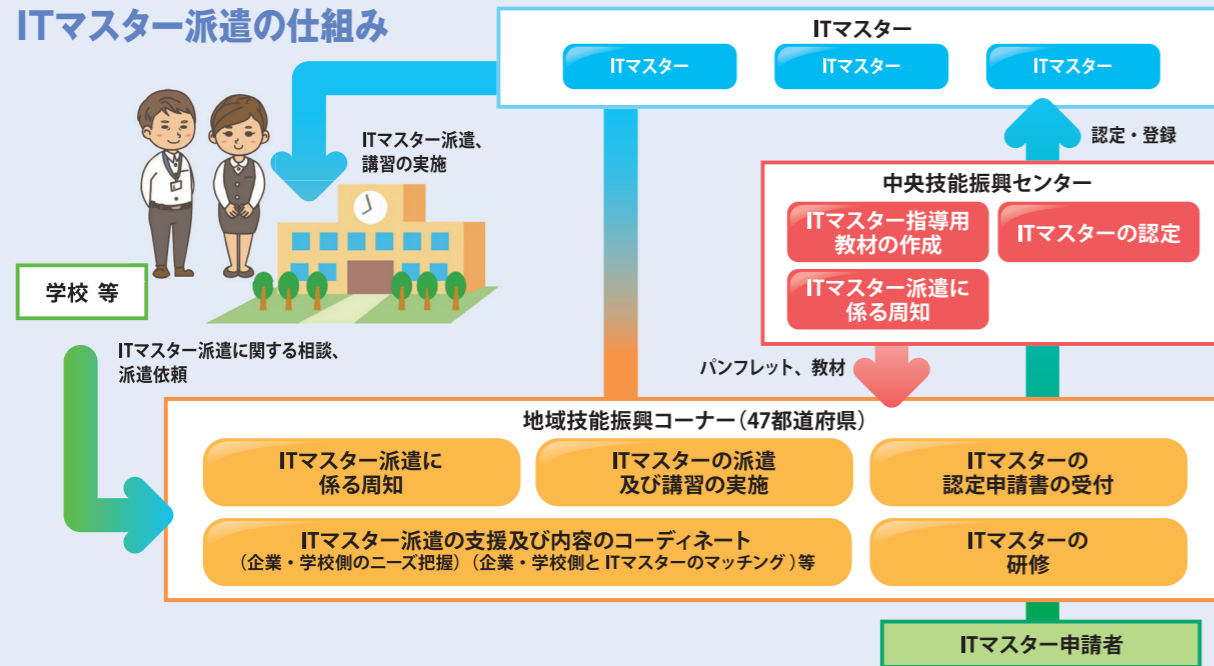 ITマスター派遣の仕組み
ITマスター
ITマスター
ITマスター
ITマスター
ITマスター派遣、
講習の実施
認定・登録
中央技能振興センター
ITマスター指導用
教材の作成
ITマスターの認定
ITマスター派遣に
係る周知
学校 等
ITマスター派遣に関する相談、
派遣依頼
パンフレット、教材
地域技能振興コーナー(47都道府県)
ITマスター派遣に
係る周知
ITマスターの派遣
及び講習の実施
ITマスターの
認定申請書の受付
ITマスター派遣の支援及び内容のコーディネート
(企業・学校側のニーズ把握)(企業・学校側とITマスターのマッチング)等
ITマスターの
研修
ITマスター申請者